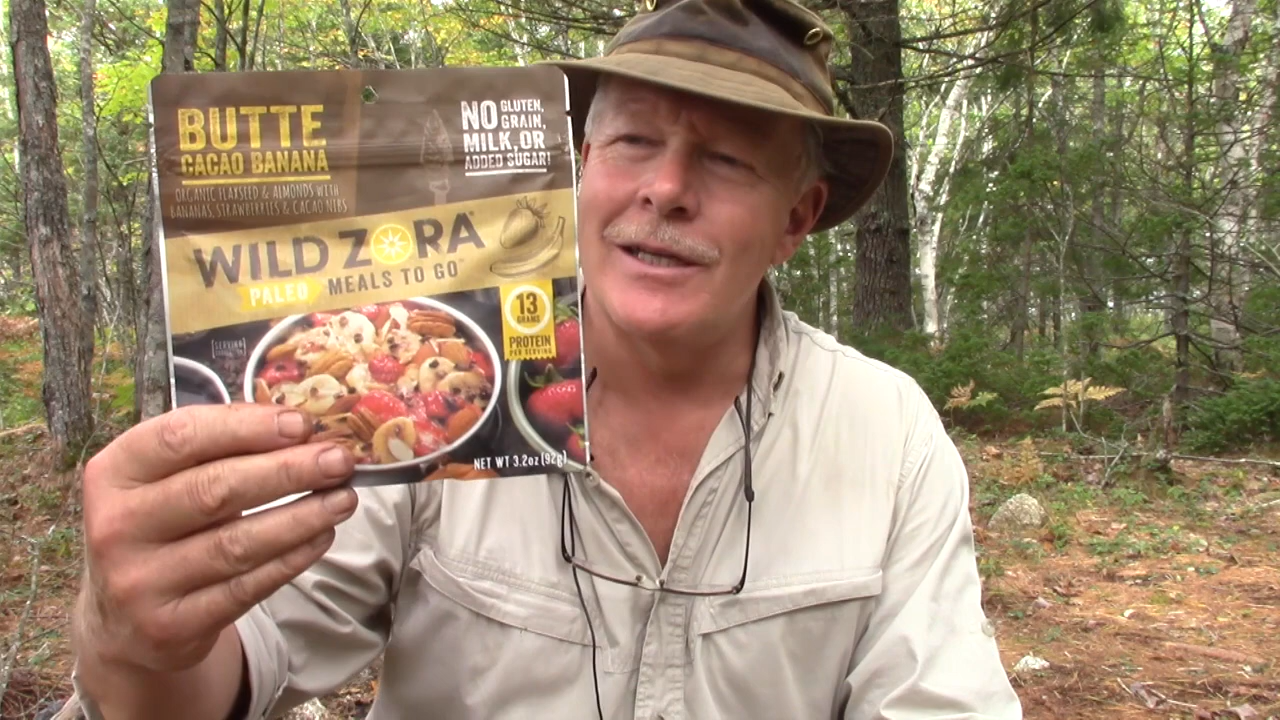 BUTTE
CACAO BANANA
ORGANIC FLAXSEED & ALMONDS WITH
BANANAS, STRAWBERRIES & CACAO NIBS
NO GLUTEN,
GRAIN,
MILK, OR
ADDED SUGAR!
WILD ZORA®
PALEO MEALS TO GO™
13
GRAMS
PROTEIN
PER SERVING
NET WT 3.2oz (92g)